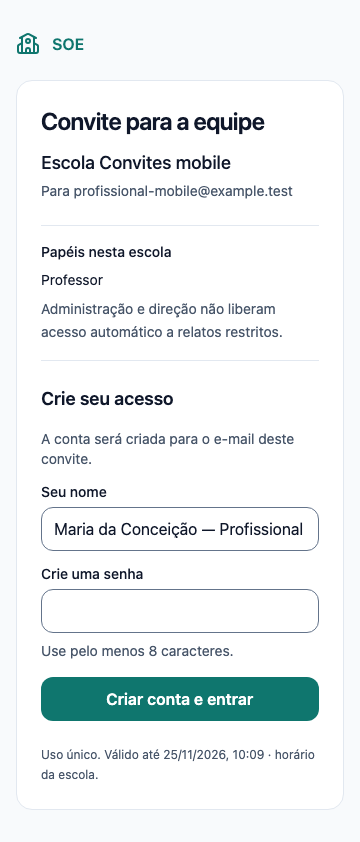 SOE
Convite para a equipe
Escola Convites mobile
Para profissional-mobile@example.test
Papéis nesta escola
Professor
Administração e direção não liberam
acesso automático a relatos restritos.
Crie seu acesso
A conta será criada para o e-mail deste
convite.
Seu nome
Maria da Conceição — Profissional
Crie uma senha
Use pelo menos 8 caracteres.
Criar conta e entrar
Uso único. Válido até 25/11/2026, 10:09 · horário
da escola.